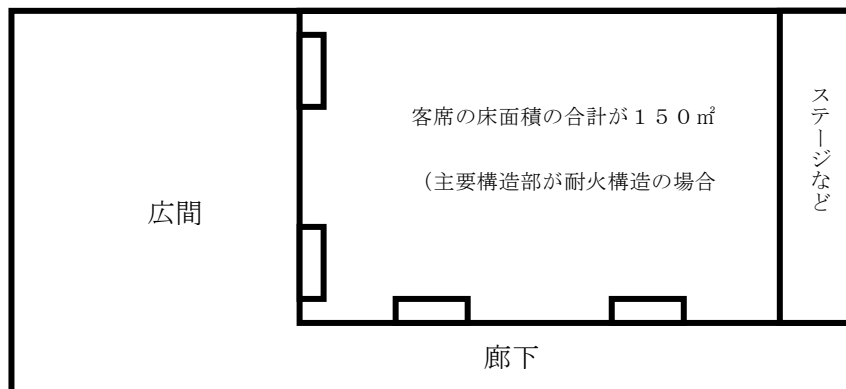 客席の床面積の合計が１５０㎡
（主要構造部が耐火構造の場合
ステージなど
広間
廊下